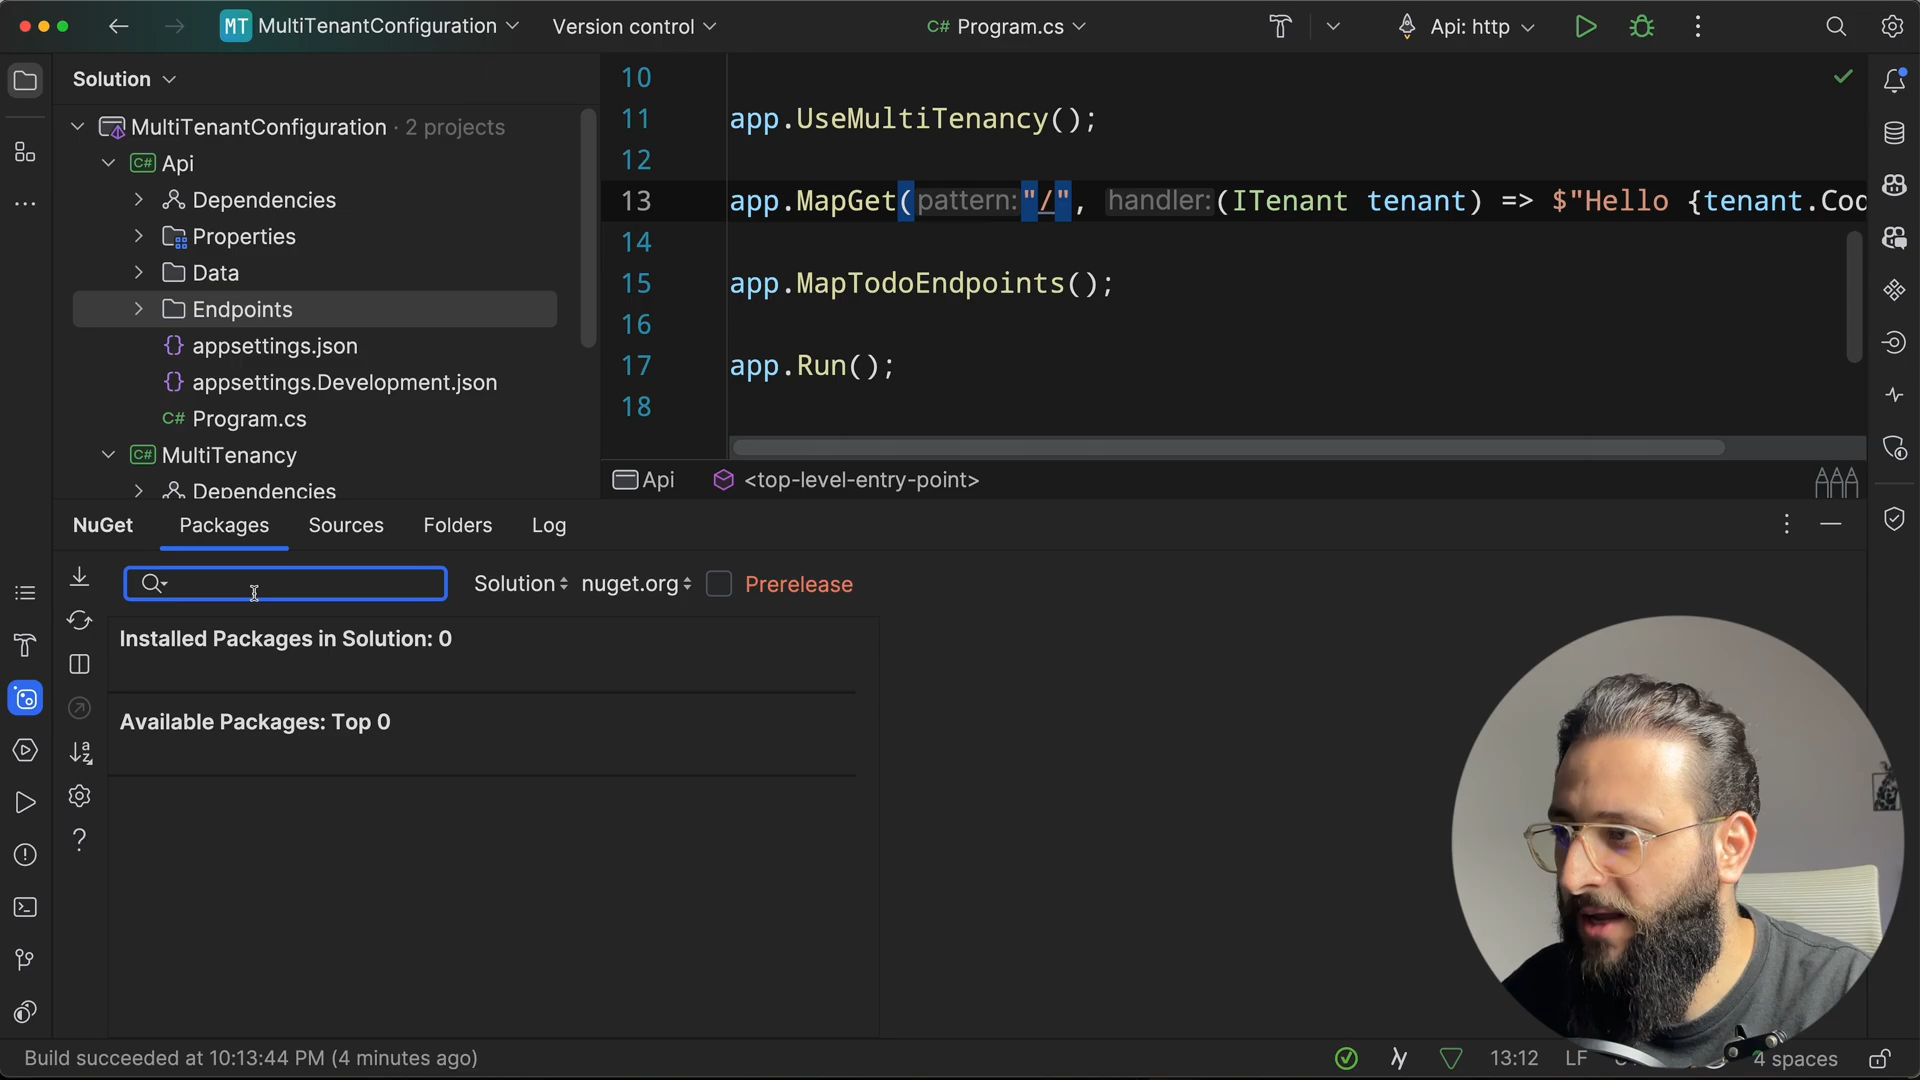 MT MultiTenantConfiguration Version control C# Program.cs Api: http
Solution
MultiTenantConfiguration · 2 projects
C# Api
Dependencies
Properties
Data
Endpoints
{} appsettings.json
{} appsettings.Development.json
C# Program.cs
C# MultiTenancy
Dependencies
10
11 app.UseMultiTenancy();
12
13 app.MapGet(pattern:"/", handler:(ITenant tenant) => $"Hello {tenant.Cod
14
15 app.MapTodoEndpoints();
16
17 app.Run();
18
Api <top-level-entry-point>
NuGet Packages Sources Folders Log
Solution nuget.org Prerelease
Installed Packages in Solution: 0
Available Packages: Top 0
Build succeeded at 10:13:44 PM (4 minutes ago) 13:12 LF 4 spaces